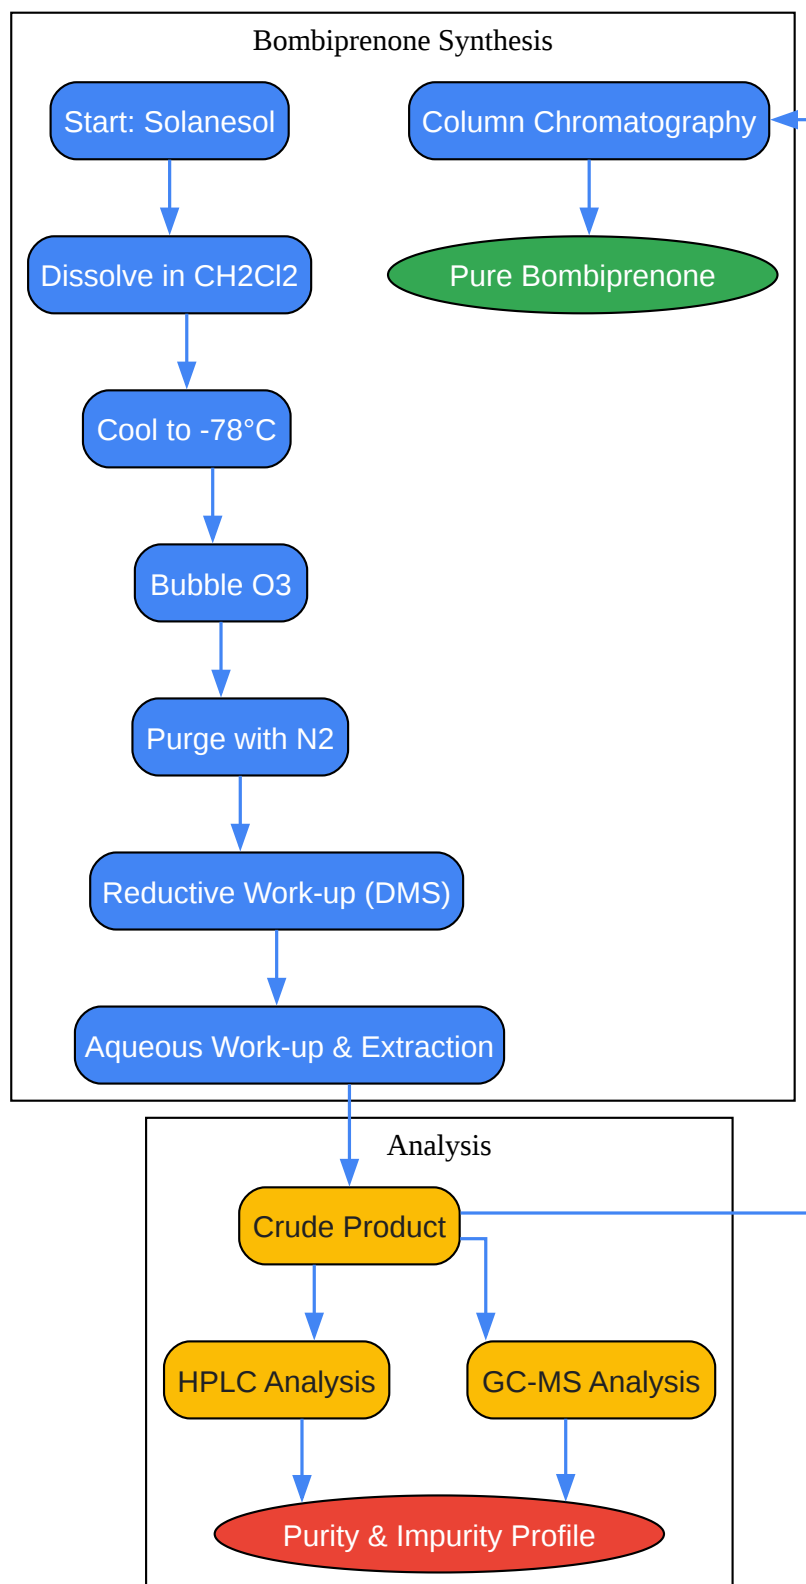 Bombiprenone Synthesis
Start: Solanesol
Column Chromatography
Dissolve in CH2Cl2
Pure Bombiprenone
Cool to -78°C
Bubble O3
Purge with N2
Reductive Work-up (DMS)
Aqueous Work-up & Extraction
Analysis
Crude Product
HPLC Analysis
GC-MS Analysis
Purity & Impurity Profile